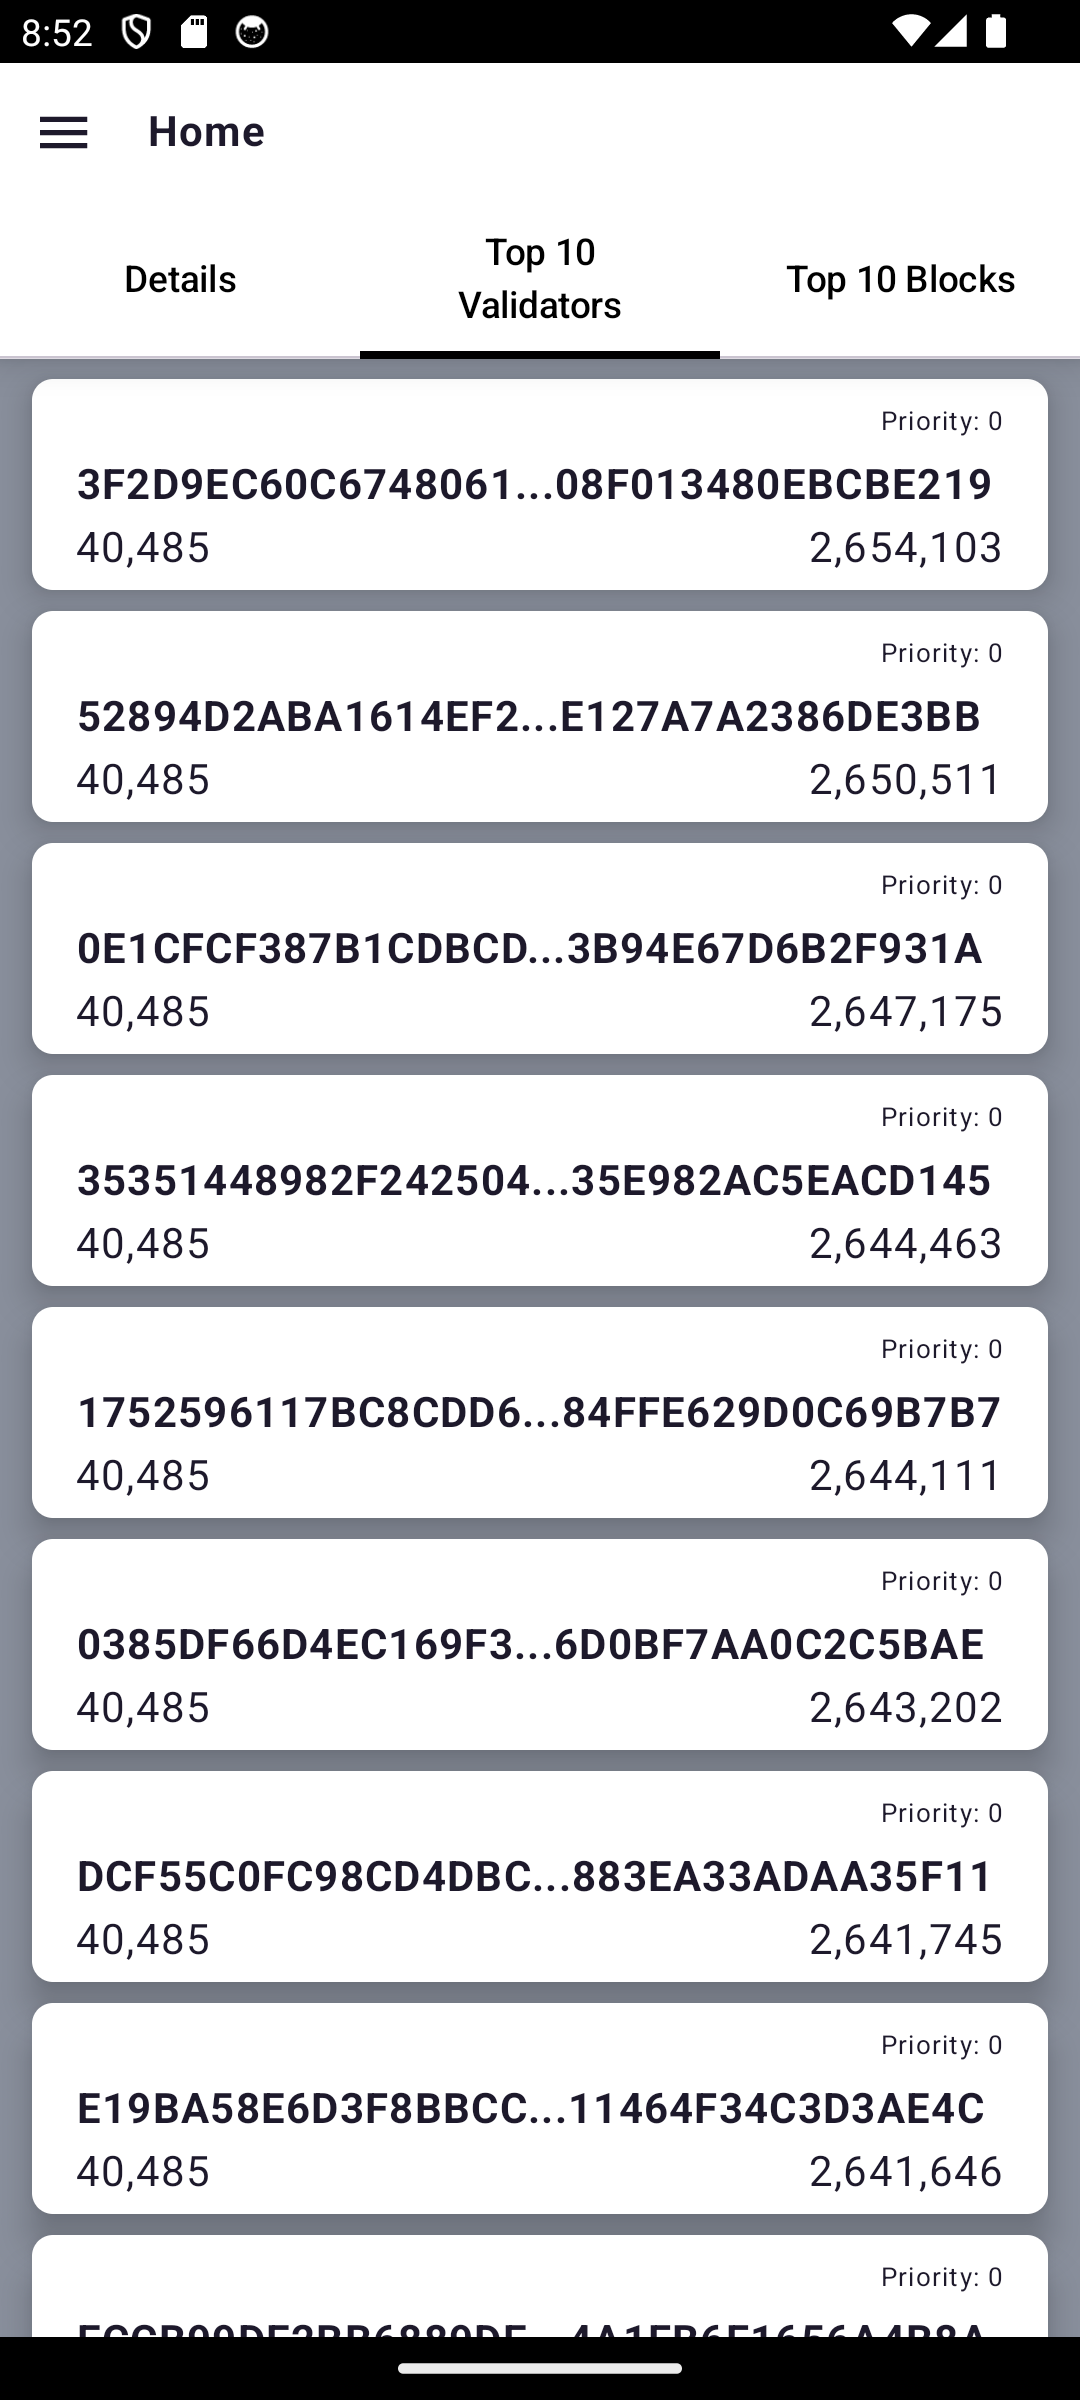 8:52
Home
Details
Top 10
Validators
Top 10 Blocks
Priority: 0
3F2D9EC60C6748061...08F013480EBCBE219
40,485 2,654,103
Priority: 0
52894D2ABA1614EF2...E127A7A2386DE3BB
40,485 2,650,511
Priority: 0
0E1CFCF387B1CDBCD...3B94E67D6B2F931A
40,485 2,647,175
Priority: 0
35351448982F242504...35E982AC5EACD145
40,485 2,644,463
Priority: 0
1752596117BC8CDD6...84FFE629D0C69B7B7
40,485 2,644,111
Priority: 0
0385DF66D4EC169F3...6D0BF7AA0C2C5BAE
40,485 2,643,202
Priority: 0
DCF55C0FC98CD4DBC...883EA33ADAA35F11
40,485 2,641,745
Priority: 0
E19BA58E6D3F8BBCC...11464F34C3D3AE4C
40,485 2,641,646
Priority: 0